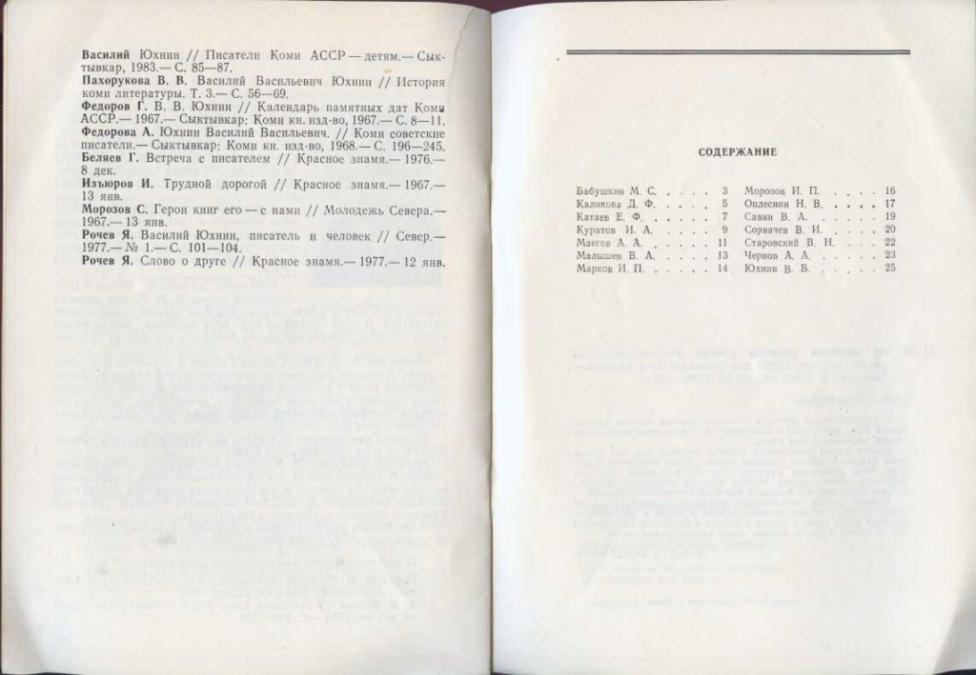 Василий Юхнин // Писатели Коми АССР — детям.— Сык-
тывкар, 1983.— С. 85—87.
Пахорукова В. В. Василий Васильевич Юхнин // История
коми литературы. Т. 3.— С. 56—69.
Федоров Г. В. В. Юхнин // Календарь памятных дат Коми
АССР.— 1967.— Сыктывкар: Коми кн. изд-во, 1967.— С. 8—11.
Федорова А. Юхнин Василий Васильевич. // Коми советские
писатели.— Сыктывкар: Коми кн. изд-во, 1968.— С. 196—245.
Беляев Г. Встреча с писателем // Красное знамя.— 1976.—
8 дек.
Изъюров И. Трудной дорогой // Красное знамя.— 1967.—
13 янв.
Морозов С. Герои книг его — с нами // Молодежь Севера.—
1967.— 13 янв.
Рочев Я. Василий Юхнин, писатель и человек // Север.—
1977.— № 1.— С. 101—104.
Рочев Я. Слово о друге // Красное знамя.— 1977.— 12 янв.
СОДЕРЖАНИЕ
Бабушкин М. С. . . . . 3
Каликова Д. Ф. . . . . 5
Катаев Е. Ф. . . . . 7
Куратов И. А. . . . . 9
Маегов А. А. . . . . 11
Малышев В. А. . . . . 13
Марков И. П. . . . . . 14
Морозов И. П. . . . . 16
Оплеснин Н. В. . . . . 17
Савин В. А. . . . . . 19
Сорвачев В. И. . . . . 20
Старовский В. Н. . . . . 22
Чернов А. А. . . . . . 23
Юхнин В. В. . . . . . 25